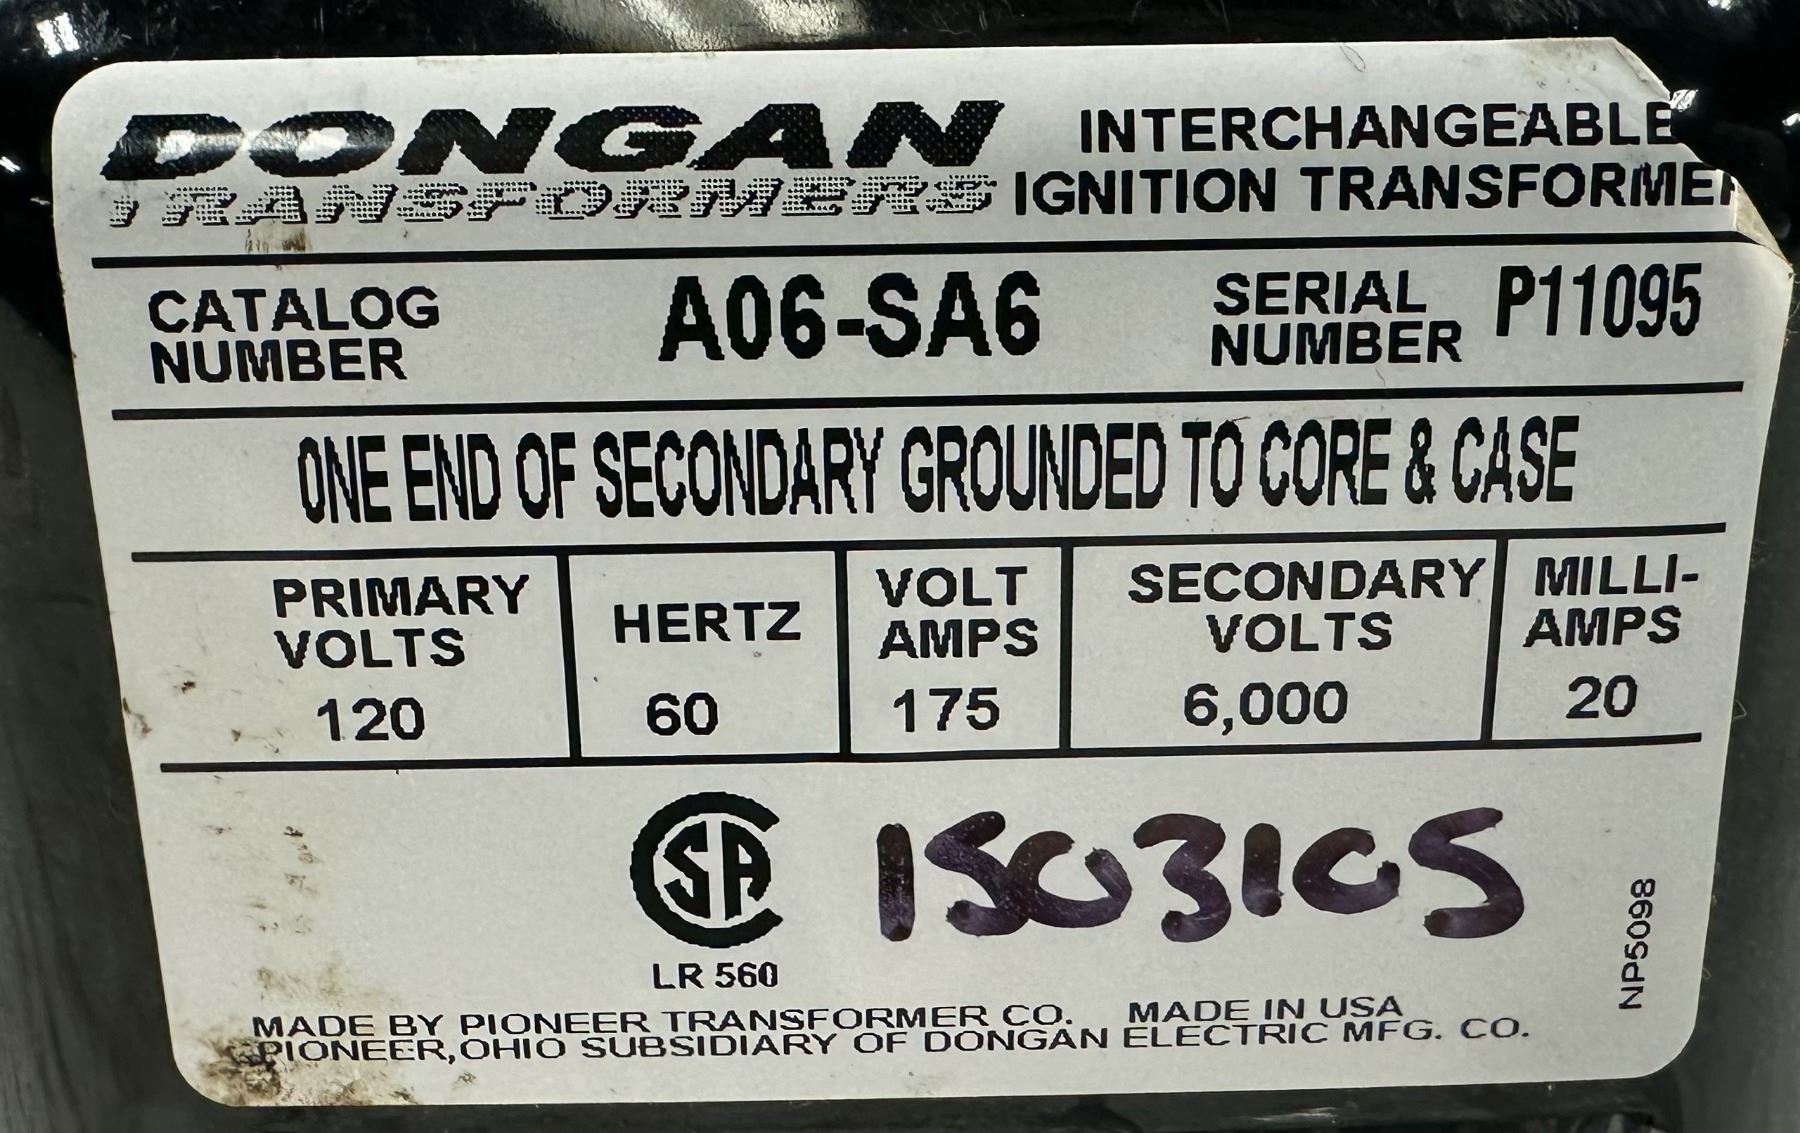 DONGAN
TRANSFORMERS
INTERCHANGEABLE
IGNITION TRANSFORMER
CATALOG
NUMBER
A06-SA6
SERIAL
NUMBER
P11095
ONE END OF SECONDARY GROUNDED TO CORE & CASE
PRIMARY
VOLTS
120
HERTZ
60
VOLT
AMPS
175
SECONDARY
VOLTS
6,000
MILLI-
AMPS
20
CSA
LR 560
1503105
NP5098
MADE BY PIONEER TRANSFORMER CO. MADE IN USA
PIONEER,OHIO SUBSIDIARY OF DONGAN ELECTRIC MFG. CO.